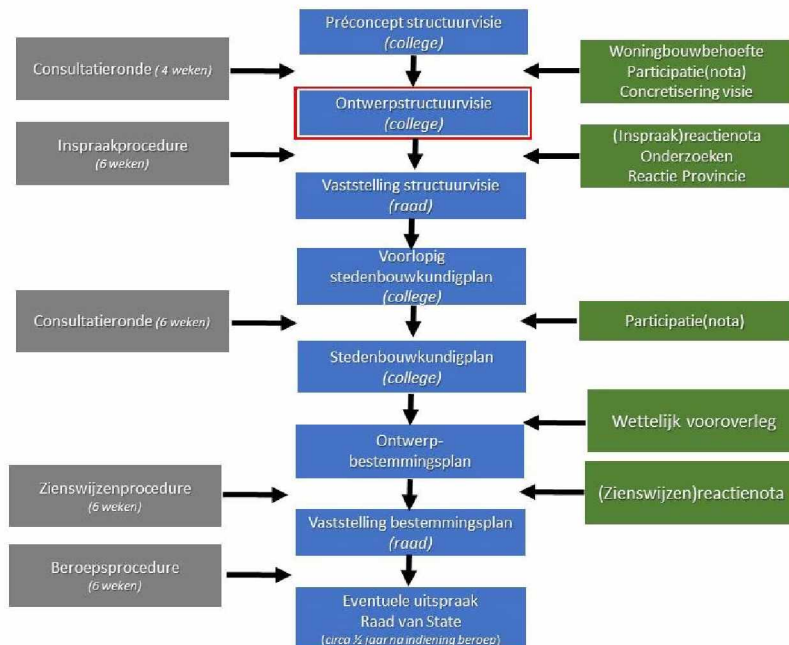 Préconcept structuurvisie
(college)
Consultatieronde (4 weken)
Woningbouwbehoefte
Participatie(nota)
Concretisering visie
Ontwerpstructuurvisie
(college)
Inspraakprocedure
(6 weken)
(Inspraak)reactienota
Onderzoeken
Reactie Provincie
Vaststelling structuurvisie
(raad)
Voorlopig
stedenbouwkundigplan
(college)
Consultatieronde (6 weken)
Participatie(nota)
Stedenbouwkundigplan
(college)
Wettelijk vooroverleg
Ontwerp-
bestemmingsplan
Zienswijzenprocedure
(6 weken)
(Zienswijzen)reactienota
Vaststelling bestemmingsplan
(raad)
Beroepsprocedure
(6 weken)
Eventuele uitspraak
Raad van State
(circa ½ jaar na indiening beroep)